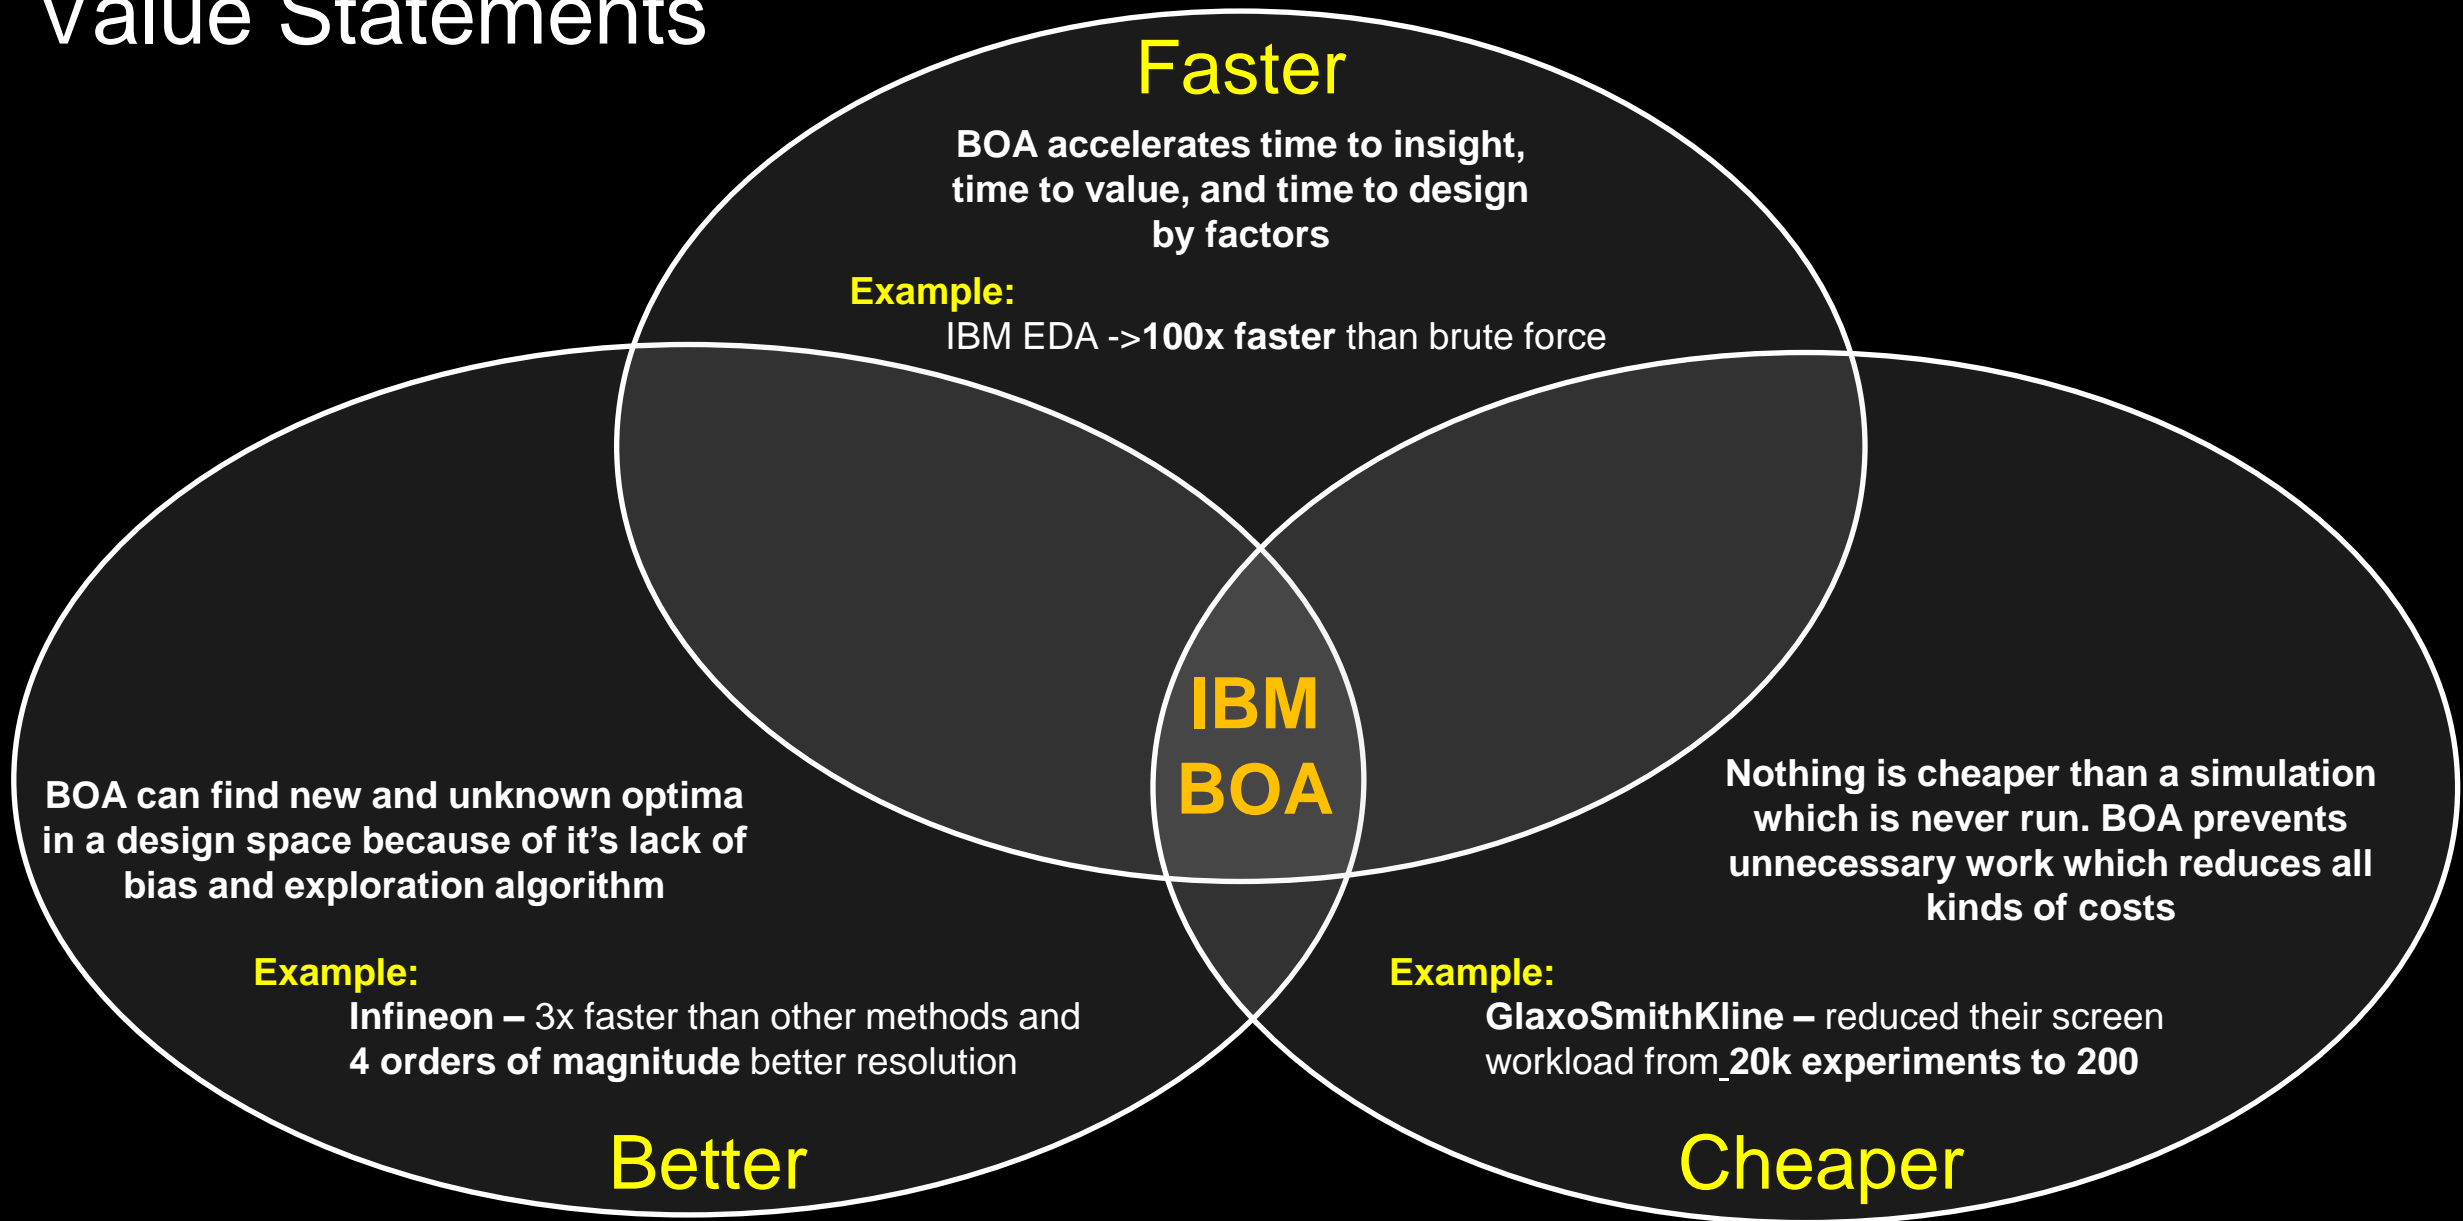 Value Statements
Faster
BOA accelerates time to insight,
time to value, and time to design
by factors
Example:
IBM EDA ->100x faster than brute force
IBM
BOA
BOA can find new and unknown optima
in a design space because of it's lack of
bias and exploration algorithm
Example:
Infineon – 3x faster than other methods and
4 orders of magnitude better resolution
Better
Nothing is cheaper than a simulation
which is never run. BOA prevents
unnecessary work which reduces all
kinds of costs
Example:
GlaxoSmithKline – reduced their screen
workload from 20k experiments to 200
Cheaper